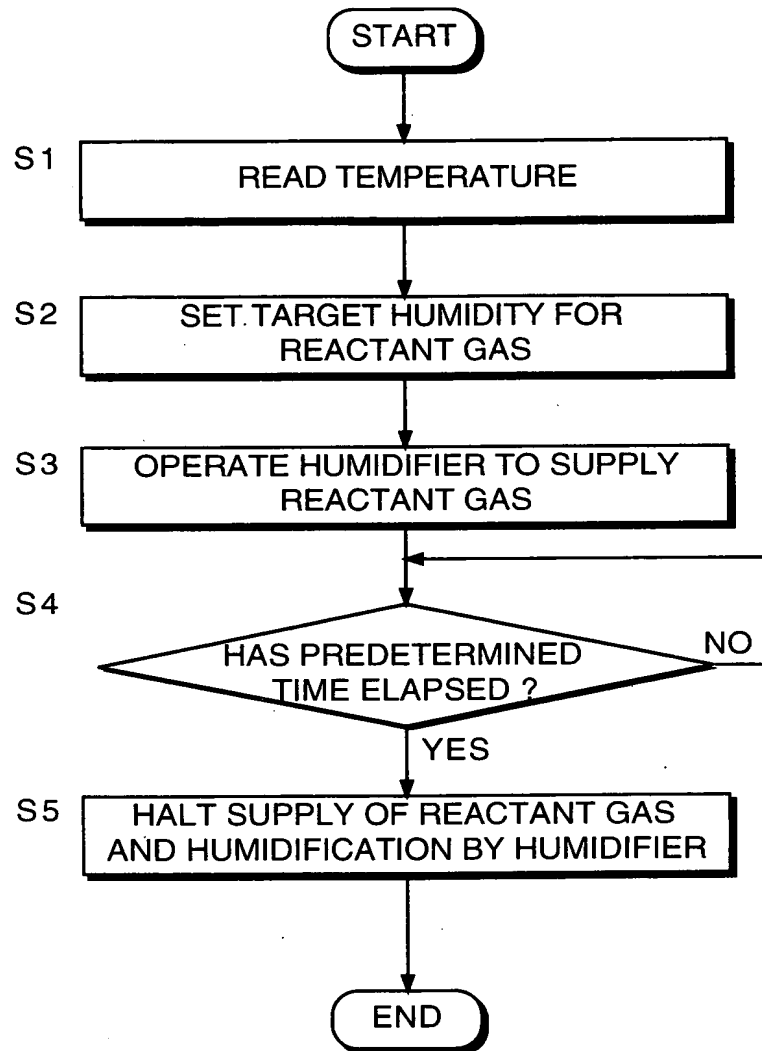 START
S1
READ TEMPERATURE
S2
SET TARGET HUMIDITY FOR
REACTANT GAS
S3
OPERATE HUMIDIFIER TO SUPPLY
REACTANT GAS
S4
HAS PREDETERMINED
TIME ELAPSED ?
NO
YES
S5
HALT SUPPLY OF REACTANT GAS
AND HUMIDIFICATION BY HUMIDIFIER
END